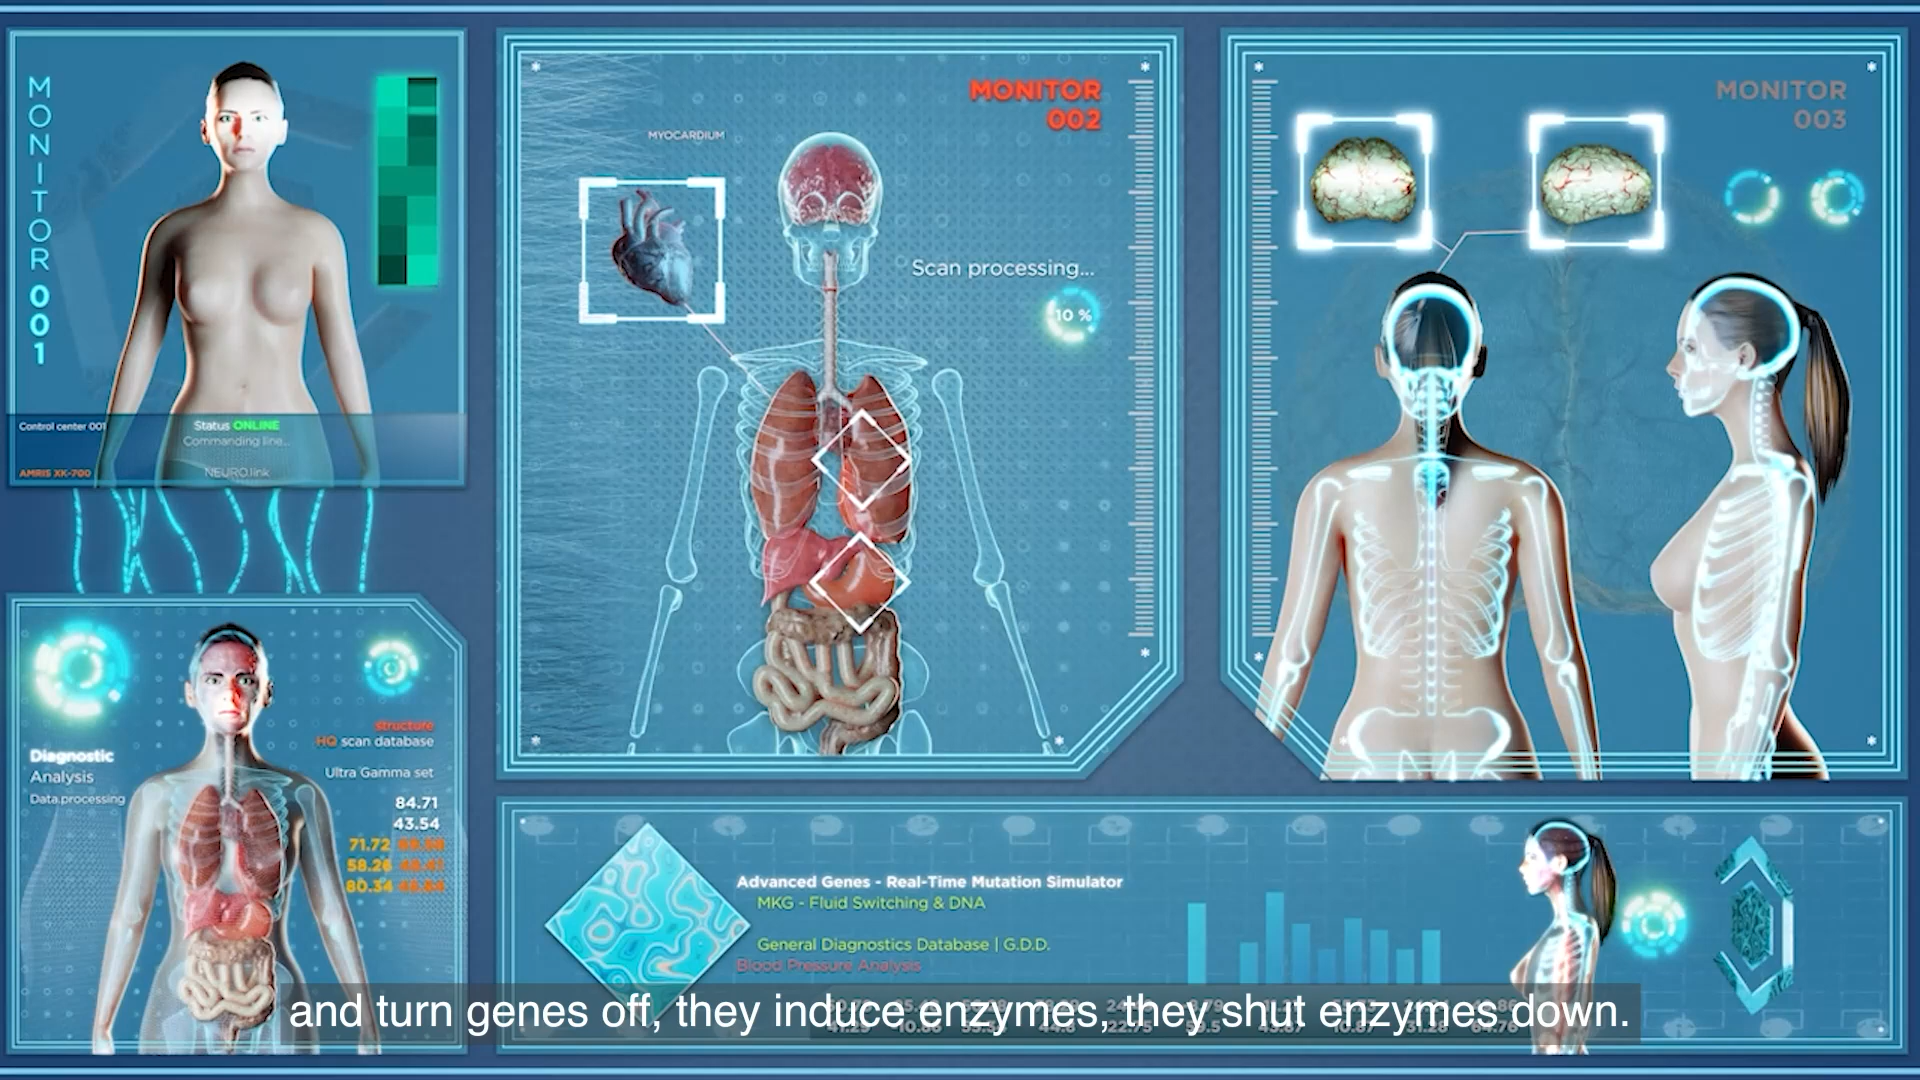 MONITOR 001
Control center 001
Status ONLINE
Commanding line...
AMRIS XK-700
NEURO.link
MONITOR
002
MYOCARDIUM
Scan processing...
10 %
MONITOR
003
structure
HQ scan database
Diagnostic
Analysis
Data.processing
Ultra Gamma set
84.71
43.54
71.72
58.26
80.34
Advanced Genes - Real-Time Mutation Simulator
MKG - Fluid Switching & DNA
General Diagnostics Database | G.D.D.
Blood Pressure Analysis
and turn genes off, they induce enzymes, they shut enzymes down.